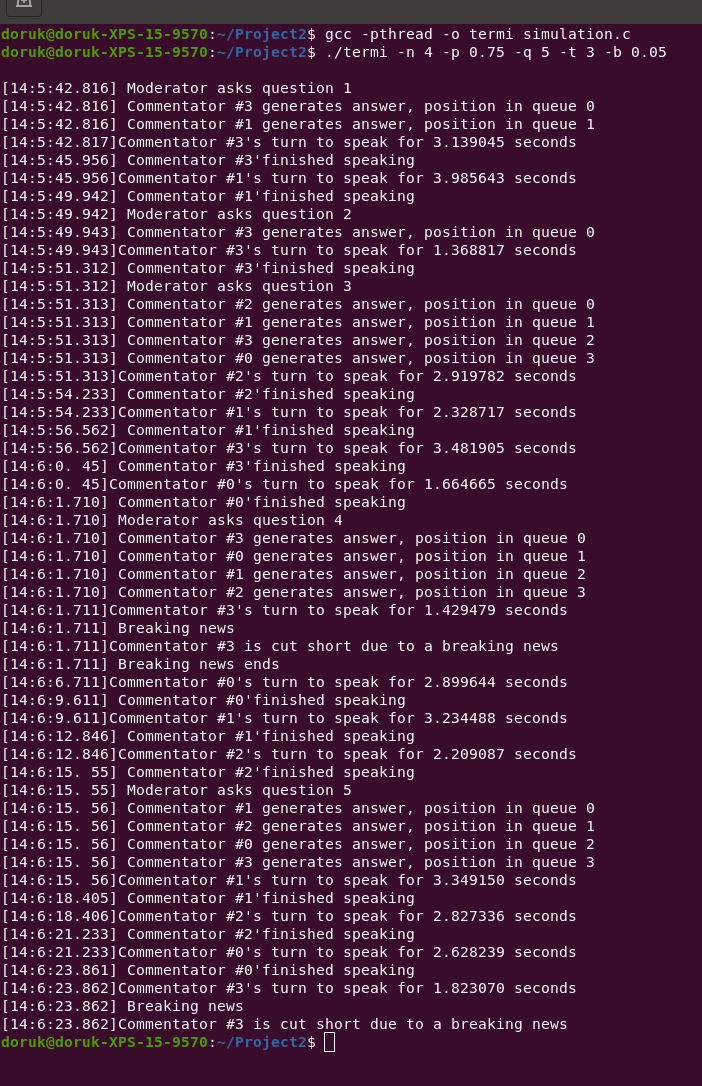 doruk@doruk-XPS-15-9570:~/Project2$ gcc -pthread -o termi simulation.c
doruk@doruk-XPS-15-9570:~/Project2$ ./termi -n 4 -p 0.75 -q 5 -t 3 -b 0.05
[14:5:42.816] Moderator asks question 1
[14:5:42.816] Commentator #3 generates answer, position in queue 0
[14:5:42.816] Commentator #1 generates answer, position in queue 1
[14:5:42.817]Commentator #3's turn to speak for 3.139045 seconds
[14:5:45.956] Commentator #3'finished speaking
[14:5:45.956]Commentator #1's turn to speak for 3.985643 seconds
[14:5:49.942] Commentator #1'finished speaking
[14:5:49.942] Moderator asks question 2
[14:5:49.943] Commentator #3 generates answer, position in queue 0
[14:5:49.943]Commentator #3's turn to speak for 1.368817 seconds
[14:5:51.312] Commentator #3'finished speaking
[14:5:51.312] Moderator asks question 3
[14:5:51.313] Commentator #2 generates answer, position in queue 0
[14:5:51.313] Commentator #1 generates answer, position in queue 1
[14:5:51.313] Commentator #3 generates answer, position in queue 2
[14:5:51.313] Commentator #0 generates answer, position in queue 3
[14:5:51.313]Commentator #2's turn to speak for 2.919782 seconds
[14:5:54.233] Commentator #2'finished speaking
[14:5:54.233]Commentator #1's turn to speak for 2.328717 seconds
[14:5:56.562] Commentator #1'finished speaking
[14:5:56.562]Commentator #3's turn to speak for 3.481905 seconds
[14:6:0. 45] Commentator #3'finished speaking
[14:6:0. 45]Commentator #0's turn to speak for 1.664665 seconds
[14:6:1.710] Commentator #0'finished speaking
[14:6:1.710] Moderator asks question 4
[14:6:1.710] Commentator #3 generates answer, position in queue 0
[14:6:1.710] Commentator #0 generates answer, position in queue 1
[14:6:1.710] Commentator #1 generates answer, position in queue 2
[14:6:1.710] Commentator #2 generates answer, position in queue 3
[14:6:1.711]Commentator #3's turn to speak for 1.429479 seconds
[14:6:1.711] Breaking news
[14:6:1.711]Commentator #3 is cut short due to a breaking news
[14:6:1.711] Breaking news ends
[14:6:6.711]Commentator #0's turn to speak for 2.899644 seconds
[14:6:9.611] Commentator #0'finished speaking
[14:6:9.611]Commentator #1's turn to speak for 3.234488 seconds
[14:6:12.846] Commentator #1'finished speaking
[14:6:12.846]Commentator #2's turn to speak for 2.209087 seconds
[14:6:15. 55] Commentator #2'finished speaking
[14:6:15. 55] Moderator asks question 5
[14:6:15. 56] Commentator #1 generates answer, position in queue 0
[14:6:15. 56] Commentator #2 generates answer, position in queue 1
[14:6:15. 56] Commentator #0 generates answer, position in queue 2
[14:6:15. 56] Commentator #3 generates answer, position in queue 3
[14:6:15. 56]Commentator #1's turn to speak for 3.349150 seconds
[14:6:18.405] Commentator #1'finished speaking
[14:6:18.406]Commentator #2's turn to speak for 2.827336 seconds
[14:6:21.233] Commentator #2'finished speaking
[14:6:21.233]Commentator #0's turn to speak for 2.628239 seconds
[14:6:23.861] Commentator #0'finished speaking
[14:6:23.862]Commentator #3's turn to speak for 1.823070 seconds
[14:6:23.862] Breaking news
[14:6:23.862]Commentator #3 is cut short due to a breaking news
doruk@doruk-XPS-15-9570:~/Project2$